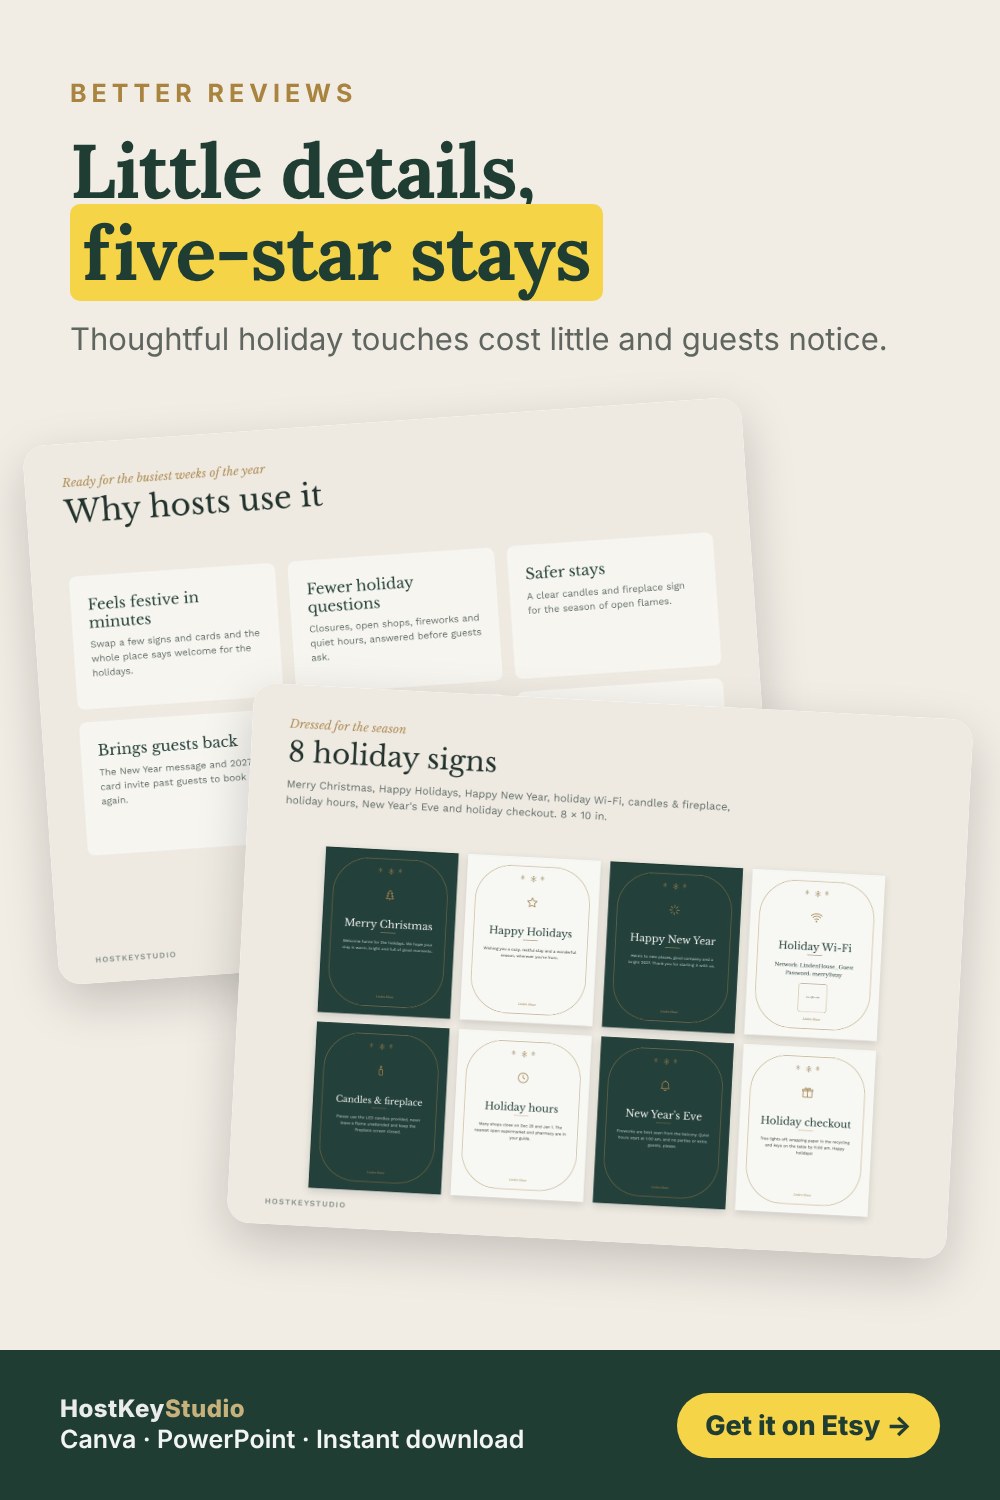 BETTER REVIEWS
Little details,
five-star stays
Thoughtful holiday touches cost little and guests notice.
Ready for the busiest weeks of the year
Why hosts use it
Feels festive in
minutes
Swap a few signs and cards and the
whole place says welcome for the
holidays.
Fewer holiday
questions
Closures, open shops, fireworks and
quiet hours, answered before guests
ask.
Safer stays
A clear candles and fireplace sign
for the season of open flames.
Brings guests back
The New Year message and 2027
card invite past guests to book
again.
HOSTKEYSTUDIO
Dressed for the season
8 holiday signs
Merry Christmas, Happy Holidays, Happy New Year, holiday Wi-Fi, candles & fireplace,
holiday hours, New Year's Eve and holiday checkout. 8 × 10 in.
Merry Christmas
Happy Holidays
Happy New Year
Holiday Wi-Fi
Network: LindenHouse_Guest
Password: merrybusy
Candles & fireplace
Holiday hours
New Year's Eve
Holiday checkout
HOSTKEYSTUDIO
HostKeyStudio
Canva · PowerPoint · Instant download
Get it on Etsy →